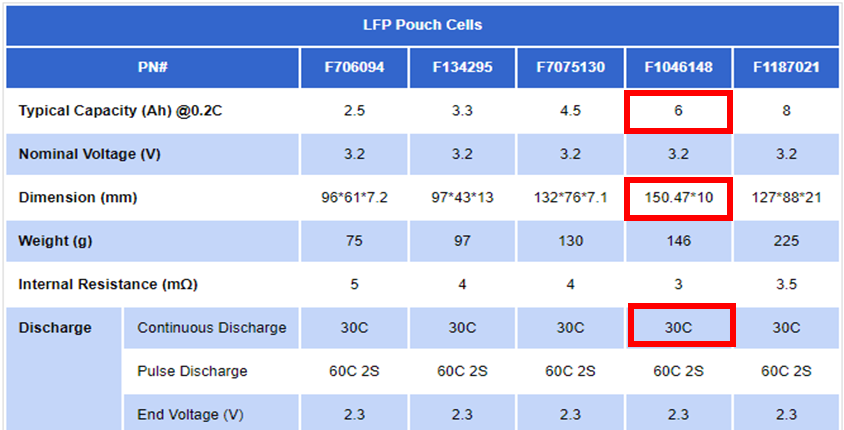 LFP Pouch Cells
PN# F706094 F134295 F7075130 F1046148 F1187021
Typical Capacity (Ah) @0.2C 2.5 3.3 4.5 6 8
Nominal Voltage (V) 3.2 3.2 3.2 3.2 3.2
Dimension (mm) 96*61*7.2 97*43*13 132*76*7.1 150.47*10 127*88*21
Weight (g) 75 97 130 146 225
Internal Resistance (mΩ) 5 4 4 3 3.5
Discharge Continuous Discharge 30C 30C 30C 30C 30C
Pulse Discharge 60C 2S 60C 2S 60C 2S 60C 2S 60C 2S
End Voltage (V) 2.3 2.3 2.3 2.3 2.3